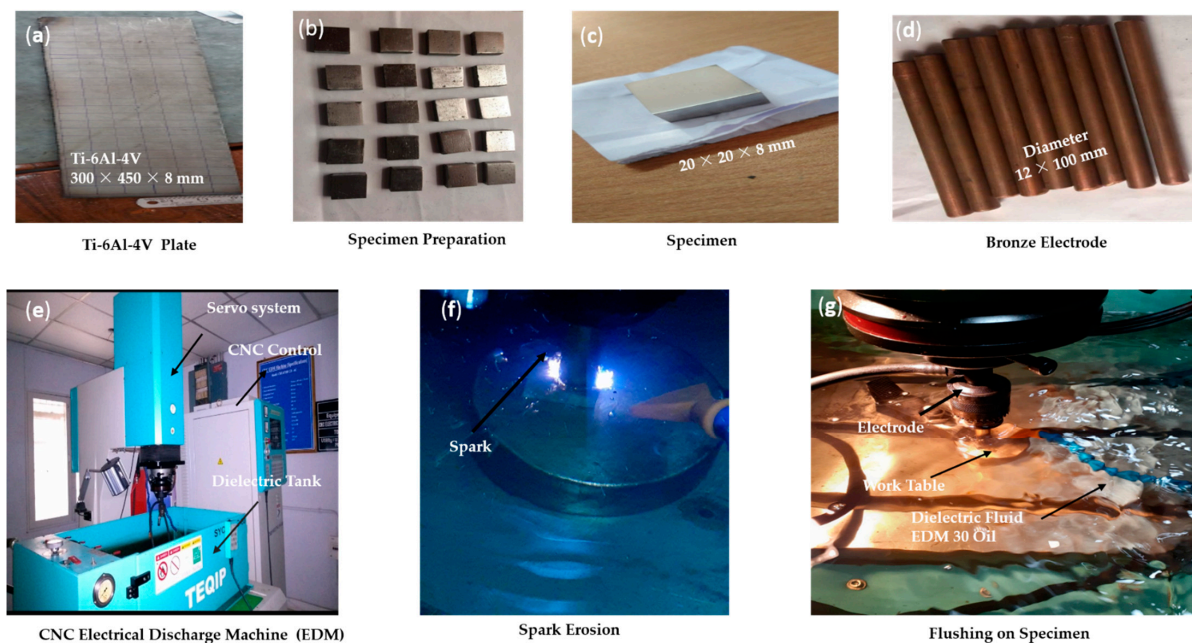 (a)
Ti-6Al-4V
300 × 450 × 8 mm
Ti-6Al-4V Plate
(b)
Specimen Preparation
(c)
20 × 20 × 8 mm
Specimen
(d)
Diameter
12 × 100 mm
Bronze Electrode
(e)
Servo system
CNC Control
Dielectric Tank
SYC
TEQIP
CNC Electrical Discharge Machine (EDM)
(f)
Spark
Spark Erosion
(g)
Electrode
Work Table
Dielectric Fluid
EDM 30 Oil
Flushing on Specimen